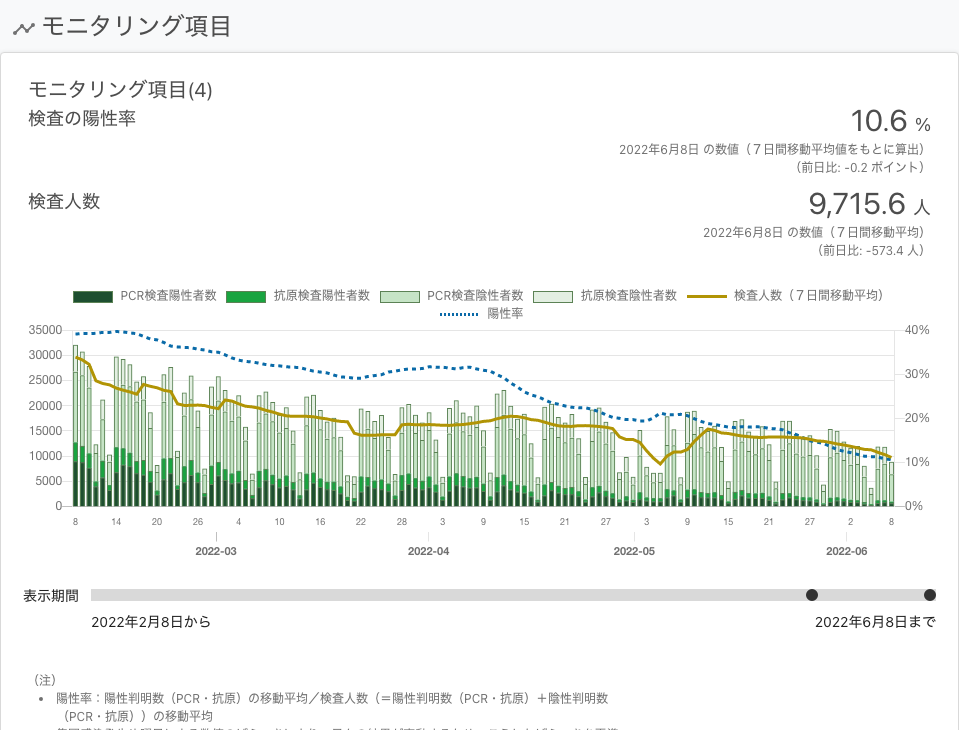 モニタリング項目
モニタリング項目(4)
検査の陽性率
10.6 %
2022年6月8日 の数値（７日間移動平均値をもとに算出）
（前日比: -0.2 ポイント）
検査人数
9,715.6 人
2022年6月8日 の数値（７日間移動平均）
（前日比: -573.4 人）
PCR検査陽性者数 抗原検査陽性者数 PCR検査陰性者数 抗原検査陰性者数 検査人数（７日間移動平均）
陽性率
35000 40%
30000
25000 30%
20000
15000 20%
10000 10%
5000
0 0%
8 14 20 26 4 10 16 22 28 3 9 15 21 27 3 9 15 21 27 2 8
2022-03 2022-04 2022-05 2022-06
表示期間
2022年2月8日から 2022年6月8日まで
（注）
• 陽性率：陽性判明数（PCR・抗原）の移動平均／検査人数（＝陽性判明数（PCR・抗原）＋陰性判明数
（PCR・抗原））の移動平均